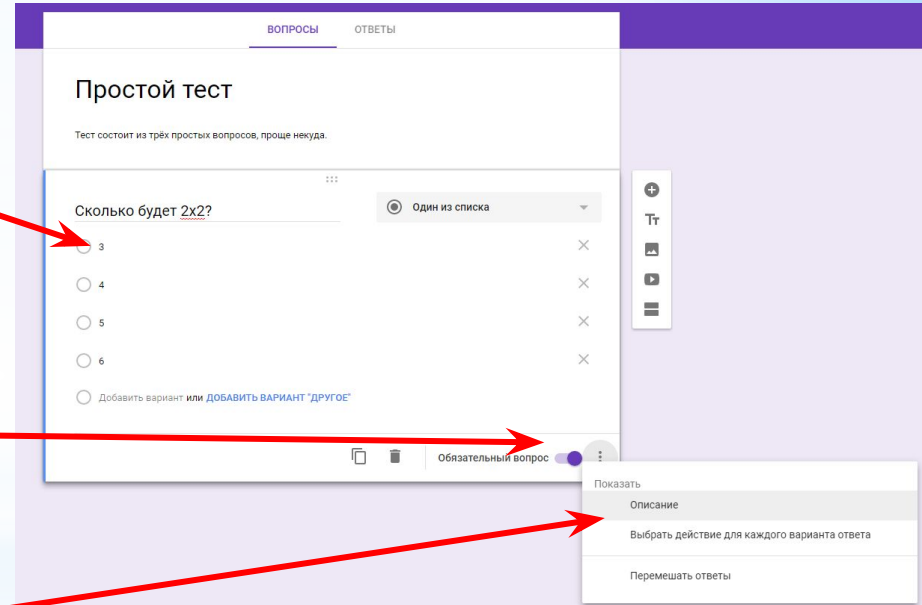 ВОПРОСЫ ОТВЕТЫ
Простой тест
Тест состоит из трёх простых вопросов, проще некуда.
Сколько будет 2x2?
Один из списка
3
4
5
6
Добавить вариант или ДОБАВИТЬ ВАРИАНТ "ДРУГОЕ"
Tт
Обязательный вопрос
Показать
Описание
Выбрать действие для каждого варианта ответа
Перемешать ответы